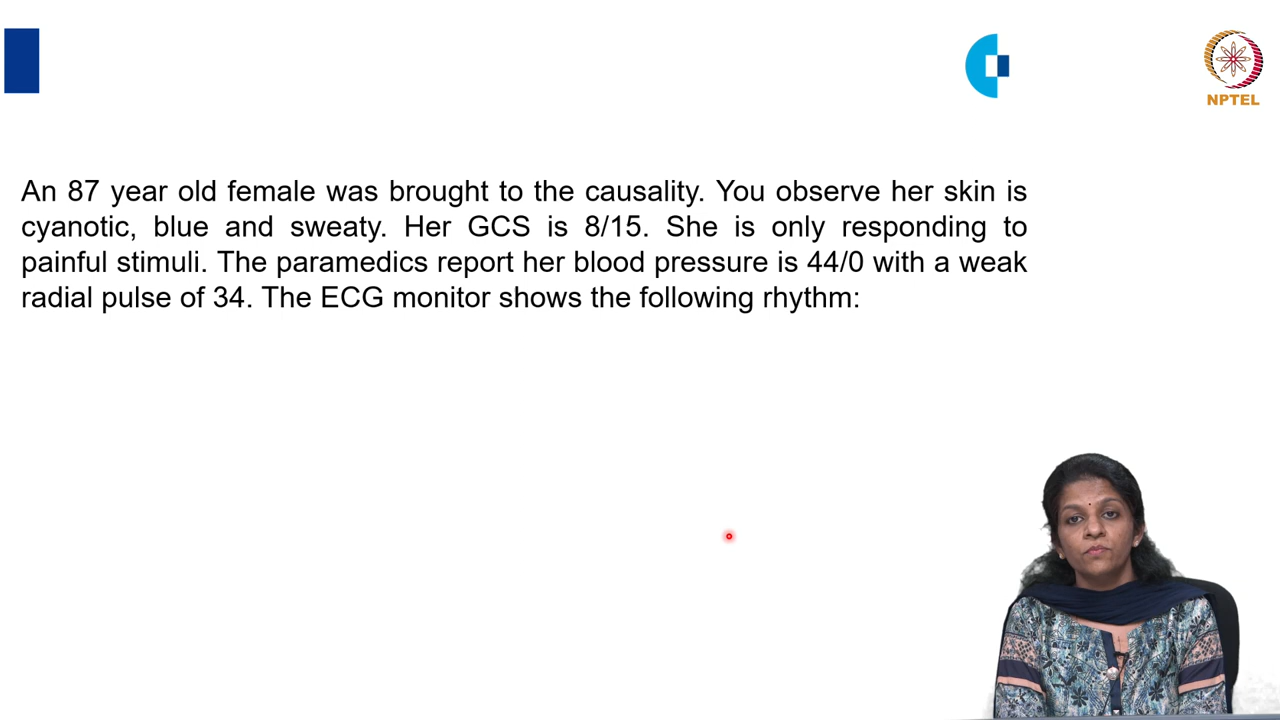 NPTEL
An 87 year old female was brought to the causality. You observe her skin is
cyanotic, blue and sweaty. Her GCS is 8/15. She is only responding to
painful stimuli. The paramedics report her blood pressure is 44/0 with a weak
radial pulse of 34. The ECG monitor shows the following rhythm: